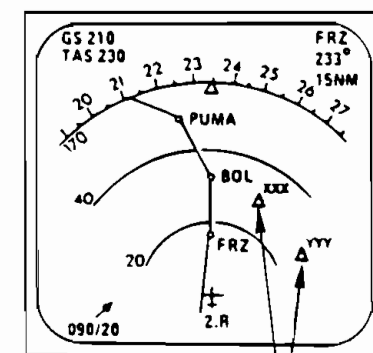 GS 210
TAS 230
FRZ
233°
15NM
170
20
21
22
23
24
25
26
27
PUMA
BOL
XXX
40
YYY
20
FRZ
090/20
2.R